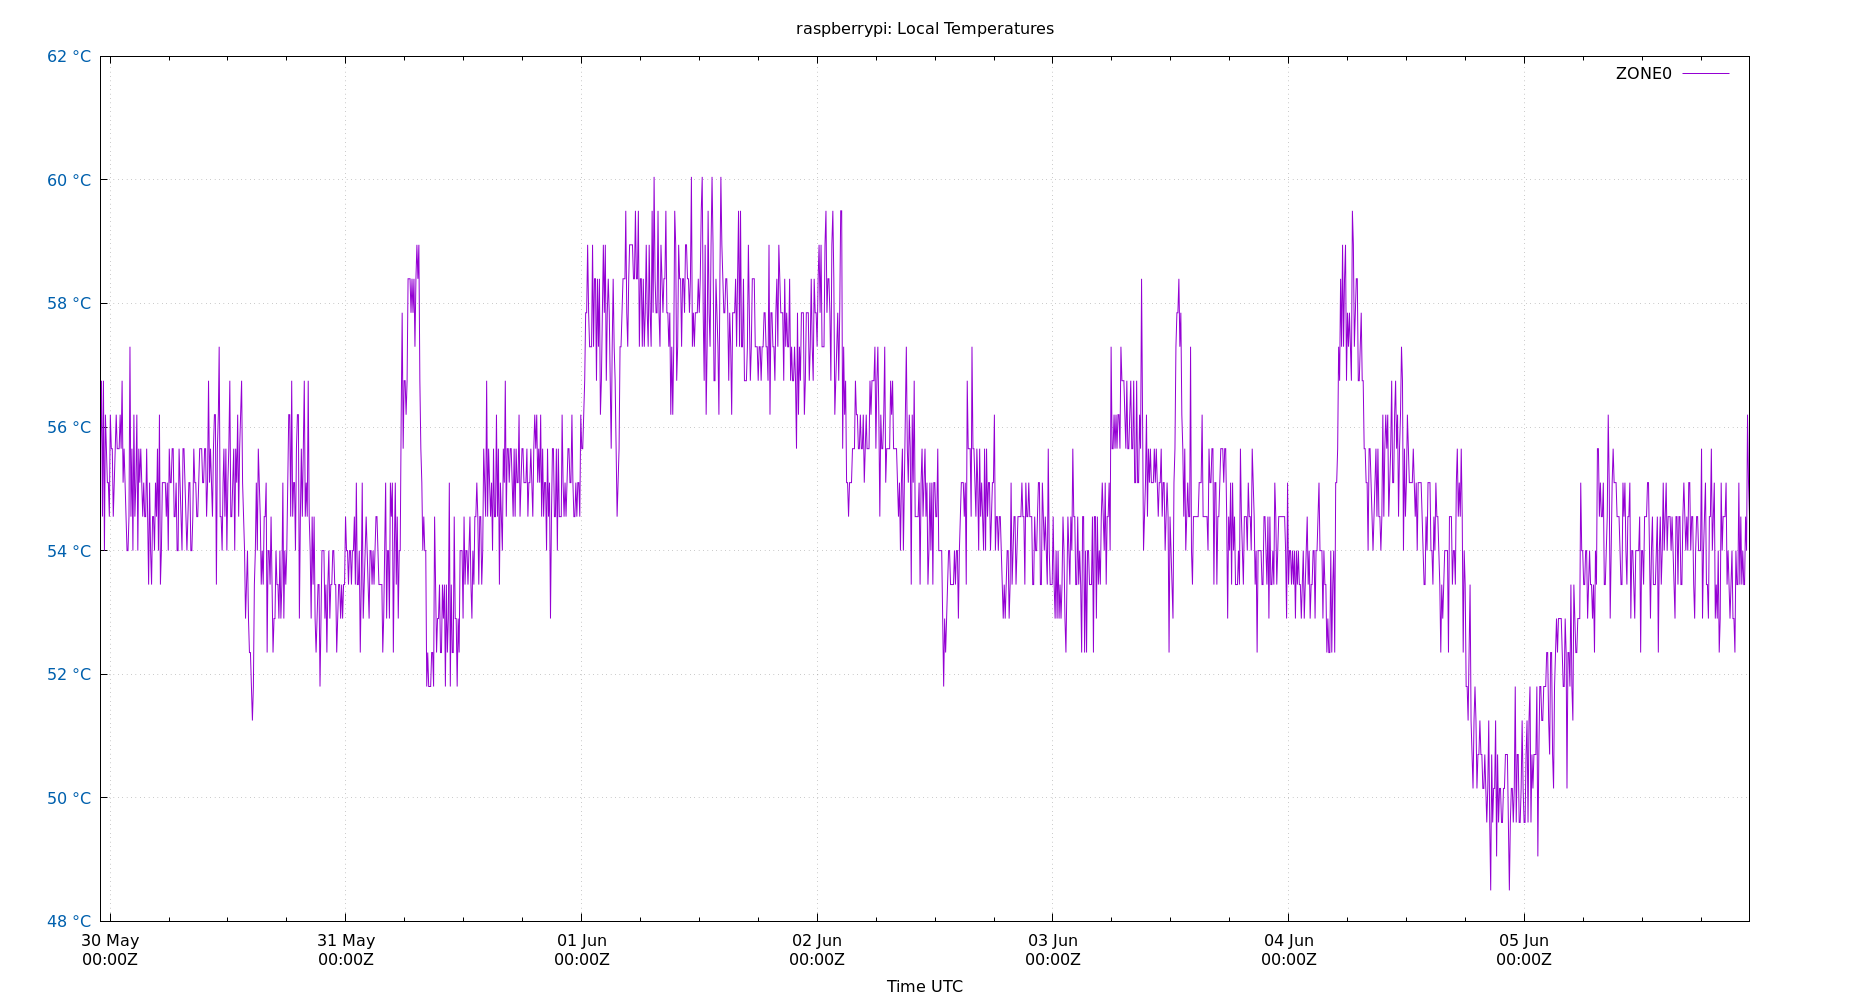 raspberrypi: Local Temperatures
62 °C
ZONE0
60 °C
58 °C
56 °C
54 °C
52 °C
50 °C
48 °C
30 May 31 May 01 Jun 02 Jun 03 Jun 04 Jun 05 Jun
00:00Z 00:00Z 00:00Z 00:00Z 00:00Z 00:00Z 00:00Z
Time UTC